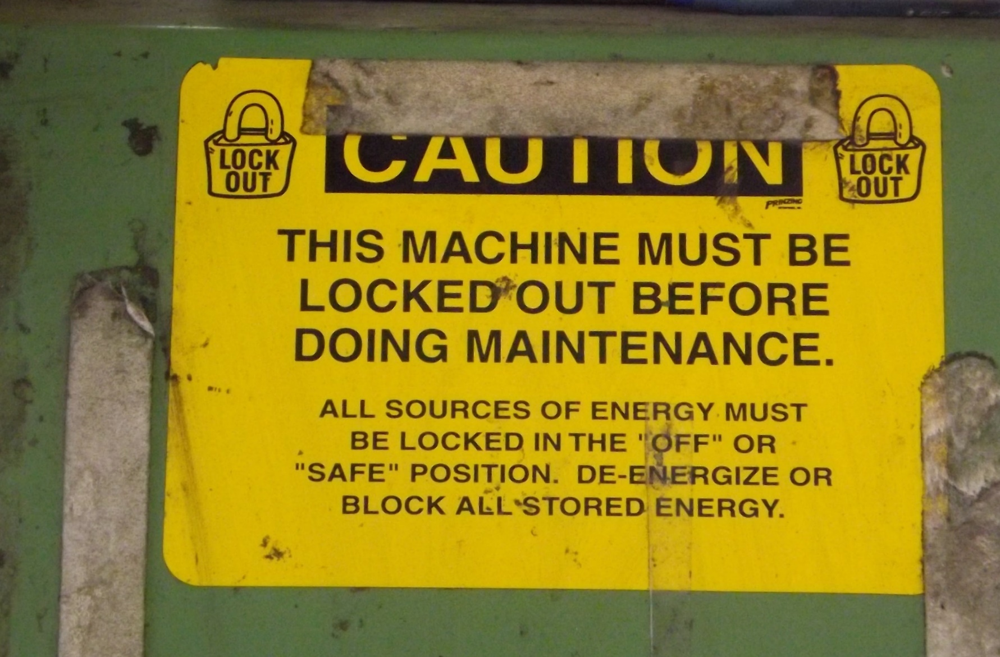 CAUTION
LOCK
OUT
LOCK
OUT
PRINZING
THIS MACHINE MUST BE
LOCKED OUT BEFORE
DOING MAINTENANCE.
ALL SOURCES OF ENERGY MUST
BE LOCKED IN THE "OFF" OR
"SAFE" POSITION. DE-ENERGIZE OR
BLOCK ALL STORED ENERGY.